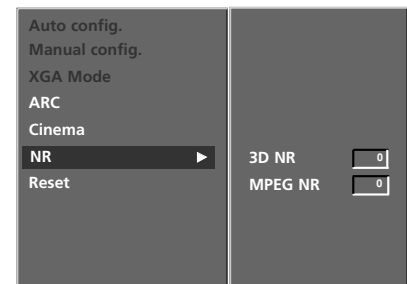 Auto config.
Manual config.
XGA Mode
ARC
Cinema
NR
Reset
3D NR 0
MPEG NR 0